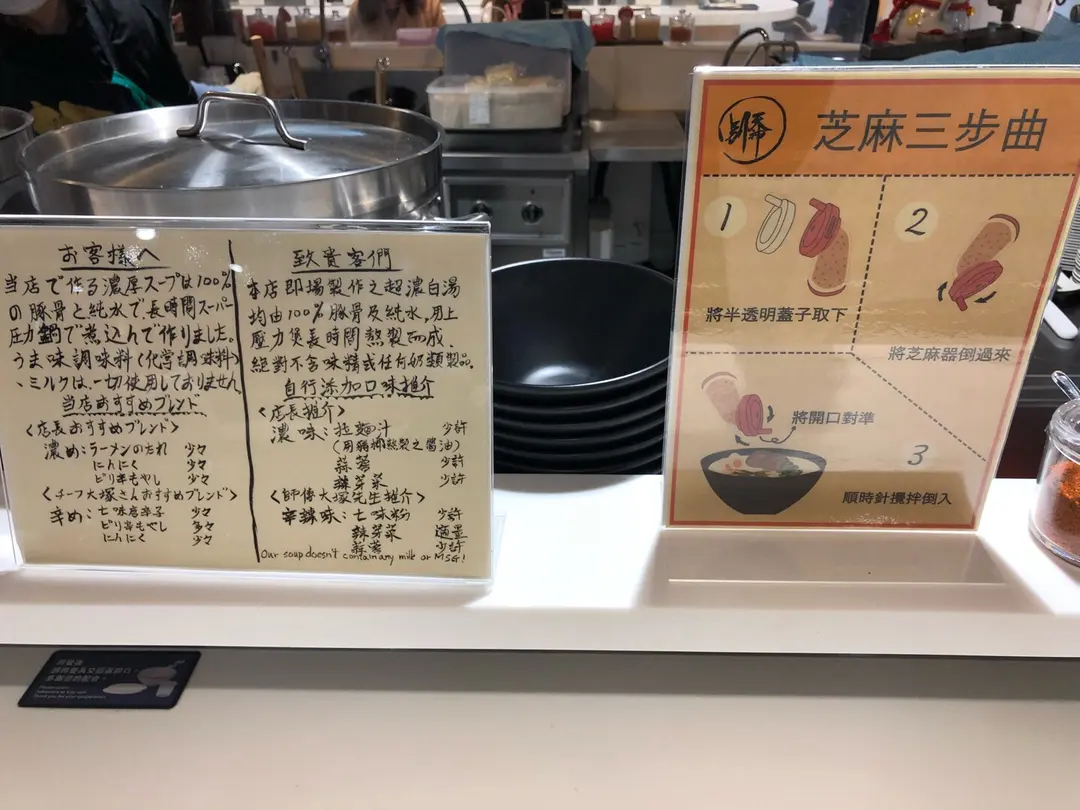 お客様へ
当店で作る濃厚スープは100%
の豚骨と純水で長時間スーパー
圧力鍋で煮込んで作りました。
うま味調味料(化学調味料)
、ミルクは一切使用しておりません
当店おすすめブレンド
<店長おすすめブレンド>
濃め:ラーメンのたれ 少々
にんにく 少々
ピリ辛もやし 少々
<チーフ大塚さんおすすめブレンド>
辛め:七味唐辛子 少々
ピリ辛もやし 多々
にんにく 少々
致貴客們
本店即場製作之超濃白湯
均由100%豚骨及純水,用上
壓力煲長時間熬製而成,
絕對不含味精或任何奶類製品。
自行添加口味推介
<店長推介>
濃味:拉麵汁 少許
(用豬柳熬製之醬油)
蒜蓉 少許
辣芽菜 少許
<師傅大塚先生推介>
辛辣味:七味粉 少許
辣芽菜 適量
蒜蓉 少許
Our soup doesn't contain any milk or MSG!
芝麻三步曲
1
將半透明蓋子取下
2
將芝麻器倒過來
將開口對準
3
順時針攪拌倒入